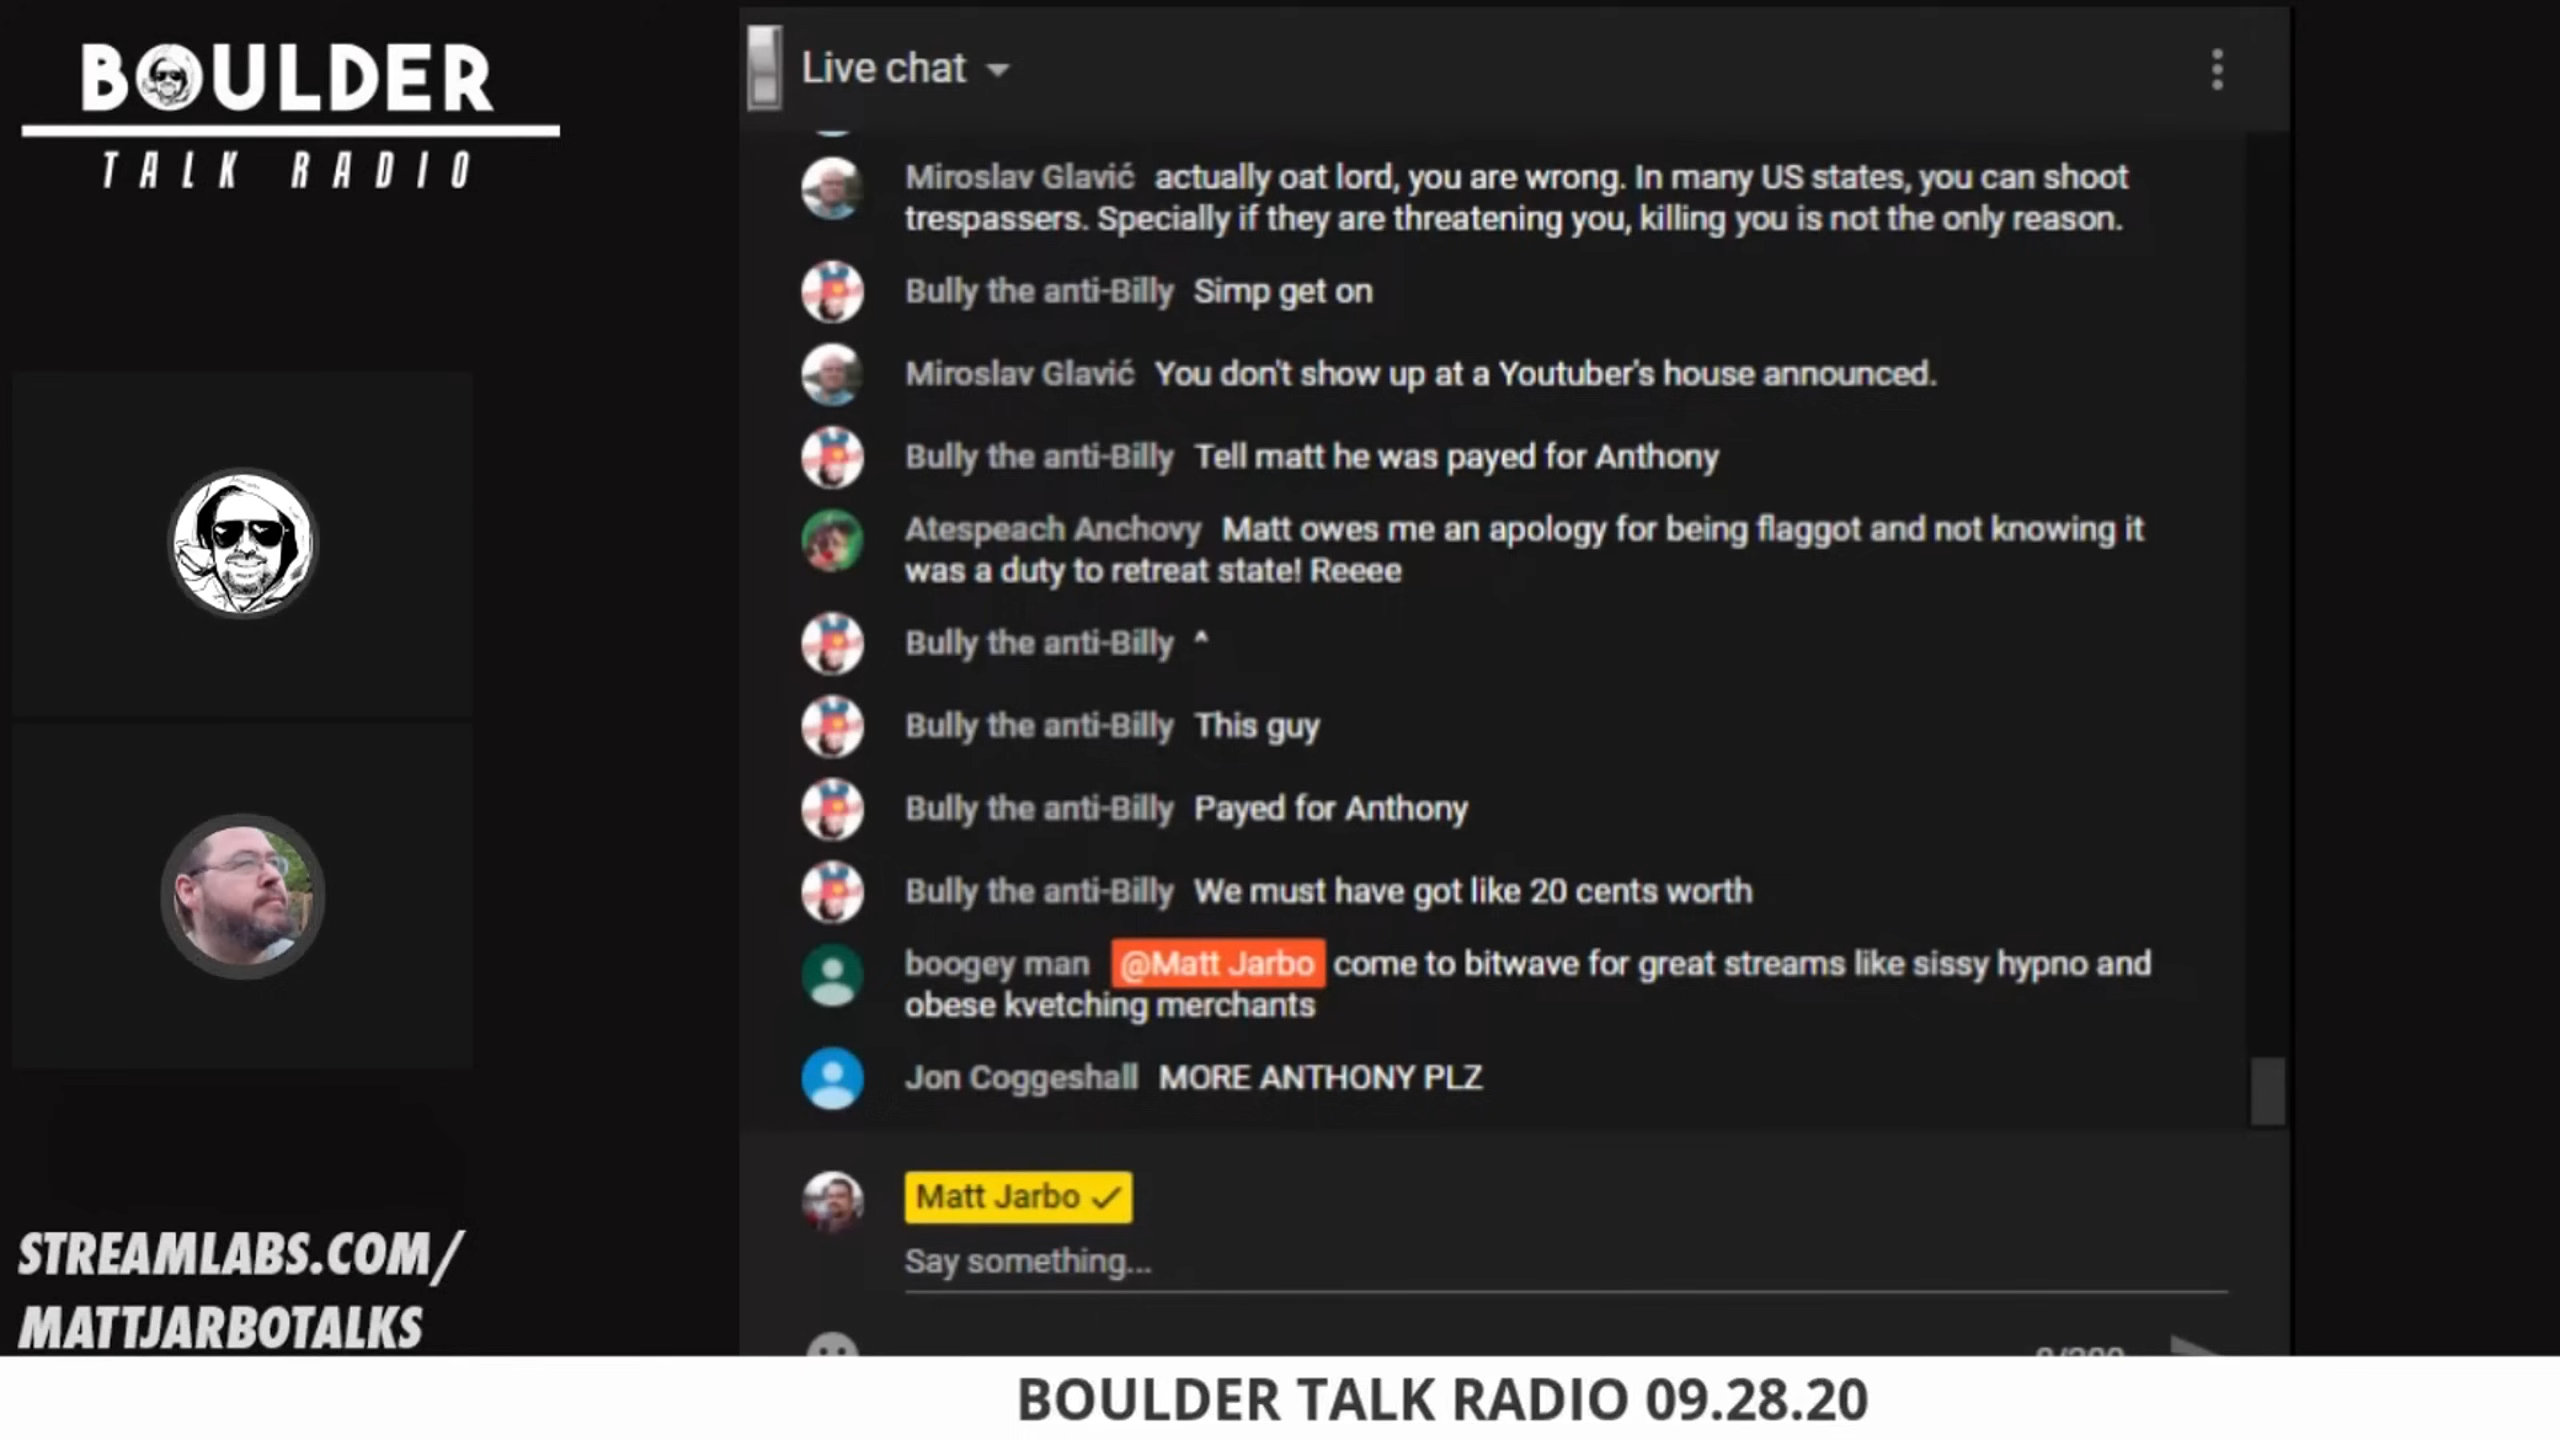 BOULDER
TALK RADIO
Live chat
Miroslav Glavić actually oat lord, you are wrong. In many US states, you can shoot
trespassers. Specially if they are threatening you, killing you is not the only reason.
Bully the anti-Billy Simp get on
Miroslav Glavić You don't show up at a Youtuber's house announced.
Bully the anti-Billy Tell matt he was payed for Anthony
Atespeach Anchovy Matt owes me an apology for being flaggot and not knowing it
was a duty to retreat state! Reeee
Bully the anti-Billy ^
Bully the anti-Billy This guy
Bully the anti-Billy Payed for Anthony
Bully the anti-Billy We must have got like 20 cents worth
boogey man @Matt Jarbo come to bitwave for great streams like sissy hypno and
obese kvetching merchants
Jon Coggeshall MORE ANTHONY PLZ
Matt Jarbo ✓
Say something...
STREAMLABS.COM/
MATTJARBOTALKS
BOULDER TALK RADIO 09.28.20